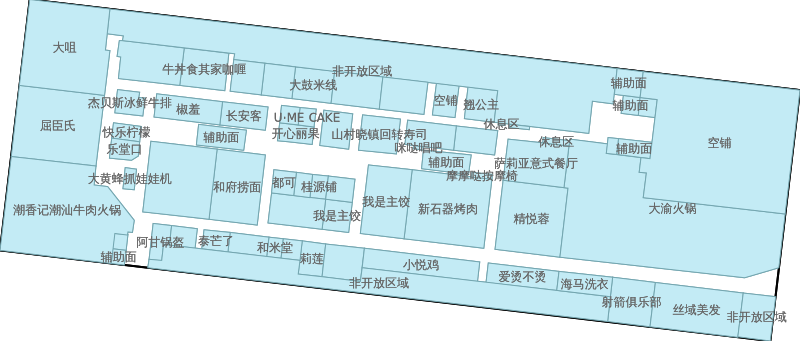 大咀
牛丼食其家咖喱
非开放区域
大鼓米线
辅助面
杰贝斯冰鲜牛排
椒羞
长安客
U·ME CAKE
空铺
翘公主
辅助面
屈臣氏
快乐柠檬
乐堂口
辅助面
开心丽果
山村晓镇回转寿司
咪哒唱吧
休息区
休息区
辅助面
空铺
大黄蜂抓娃娃机
和府捞面
都可
桂源铺
辅助面
摩摩哒按摩椅
萨莉亚意式餐厅
潮香记潮汕牛肉火锅
我是主饺
我是主饺
新石器烤肉
精悦蓉
大渝火锅
辅助面
阿甘锅盔
泰芒了
和米堂
莉莲
小悦鸡
非开放区域
爱烫不烫
海马洗衣
射箭俱乐部
丝域美发
非开放区域